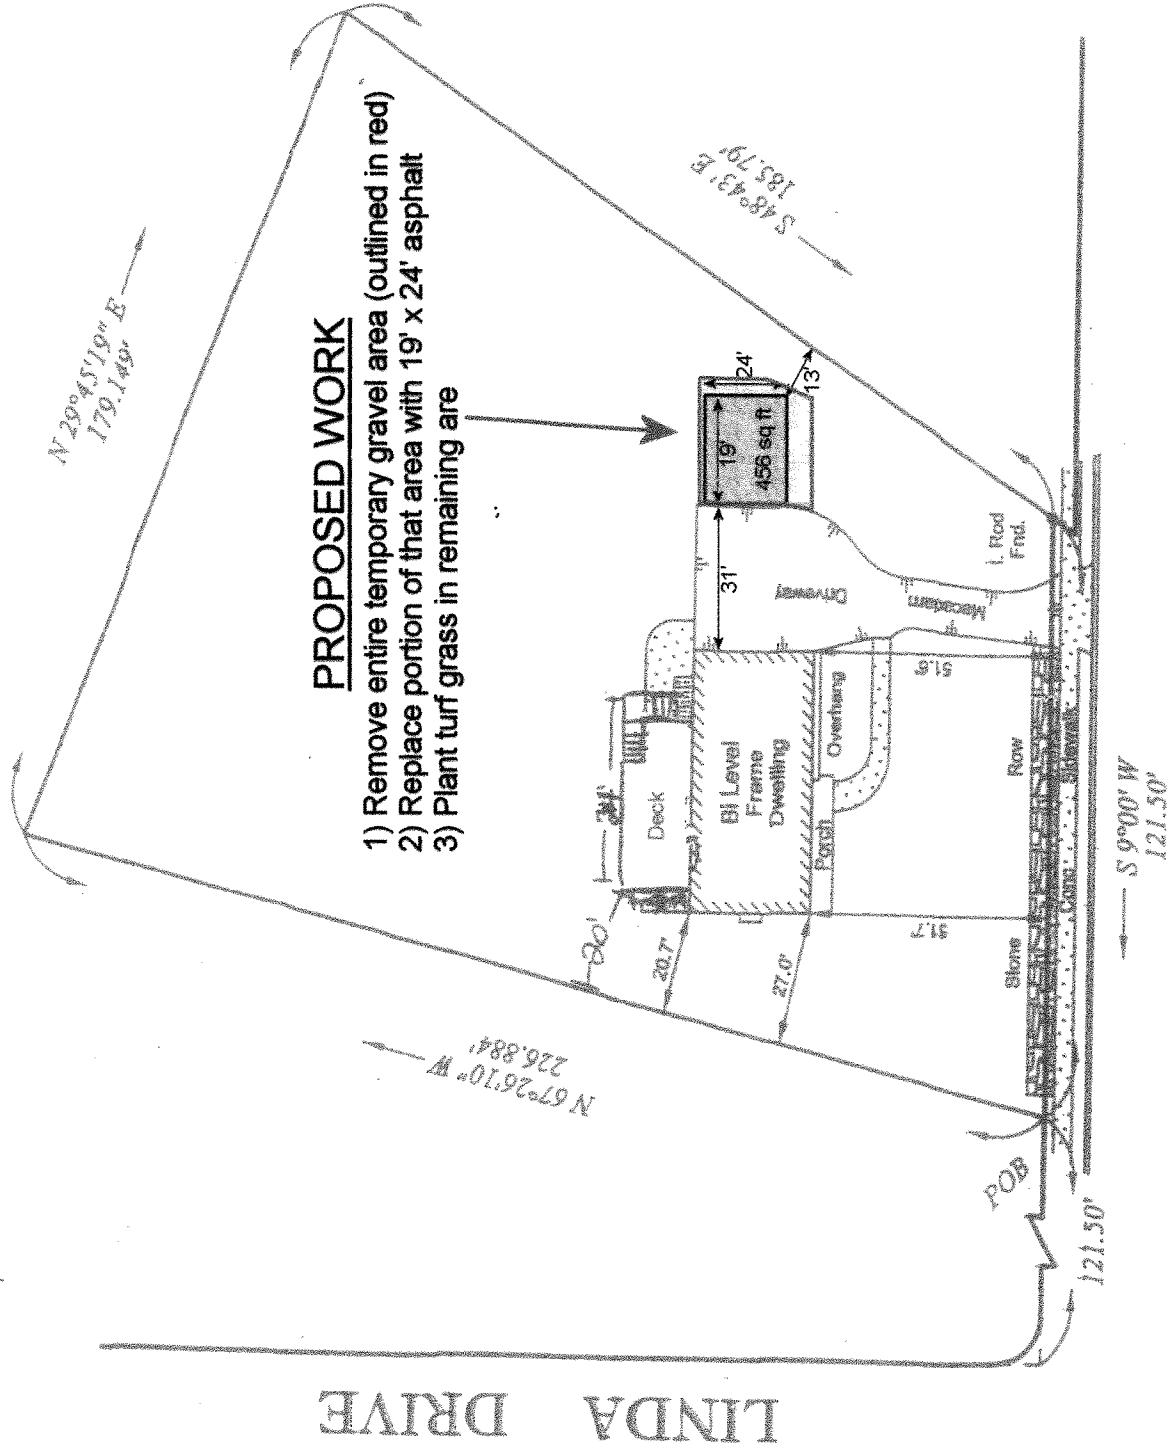 N 29°45'19" E
179.149'
PROPOSED WORK
1) Remove entire temporary gravel area (outlined in red)
2) Replace portion of that area with 19' x 24' asphalt
3) Plant turf grass in remaining are
S 48°43' E
185.79'
24'
19'
456 sq ft
13'
31'
Driveway
Macadam
I. Rod
Fnd.
Deck
Bi Level
Frame
Dwelling
Overhang
Porch
20'
20.7'
27.0'
51.6'
51.7'
Stone
Row
Conc
Sidewalk
N 67°26'10" W
226.884'
POB
121.50'
S 9°00' W
121.50'
LINDA DRIVE